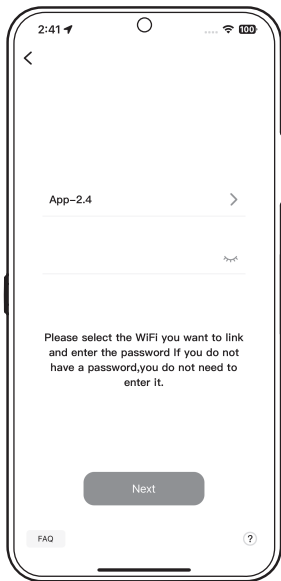 2:41
100
App-2.4
Please select the WiFi you want to link
and enter the password If you do not
have a password,you do not need to
enter it.
Next
FAQ
?